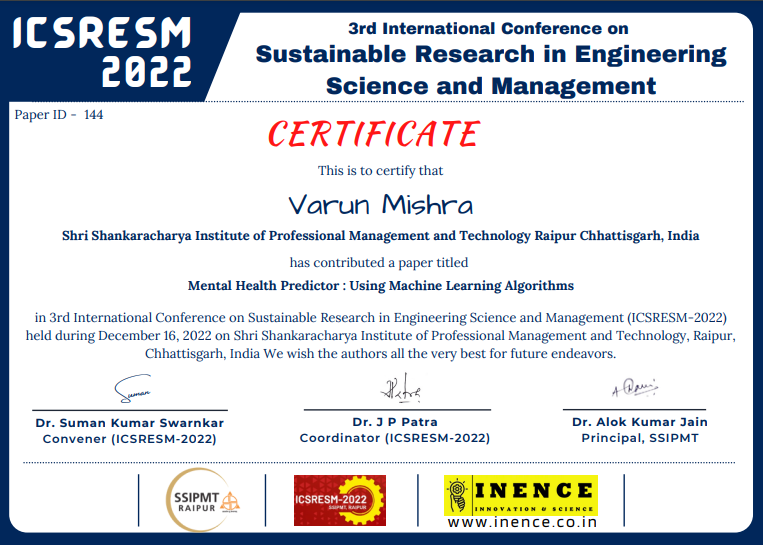 ICSRESM
2022
3rd International Conference on
Sustainable Research in Engineering
Science and Management
Paper ID - 144
CERTIFICATE
This is to certify that
Varun Mishra
Shri Shankaracharya Institute of Professional Management and Technology Raipur Chhattisgarh, India
has contributed a paper titled
Mental Health Predictor : Using Machine Learning Algorithms
in 3rd International Conference on Sustainable Research in Engineering Science and Management (ICSRESM-2022)
held during December 16, 2022 on Shri Shankaracharya Institute of Professional Management and Technology, Raipur,
Chhattisgarh, India We wish the authors all the very best for future endeavors.
Suman
Dr. Suman Kumar Swarnkar
Convener (ICSRESM-2022)
Dr. J P Patra
Coordinator (ICSRESM-2022)
Dr. Alok Kumar Jain
Principal, SSIPMT
SSIPMT
RAIPUR
ICSRESM-2022
SSIPMT, RAIPUR
INENCE
INNOVATION & SCIENCE
www.inence.co.in